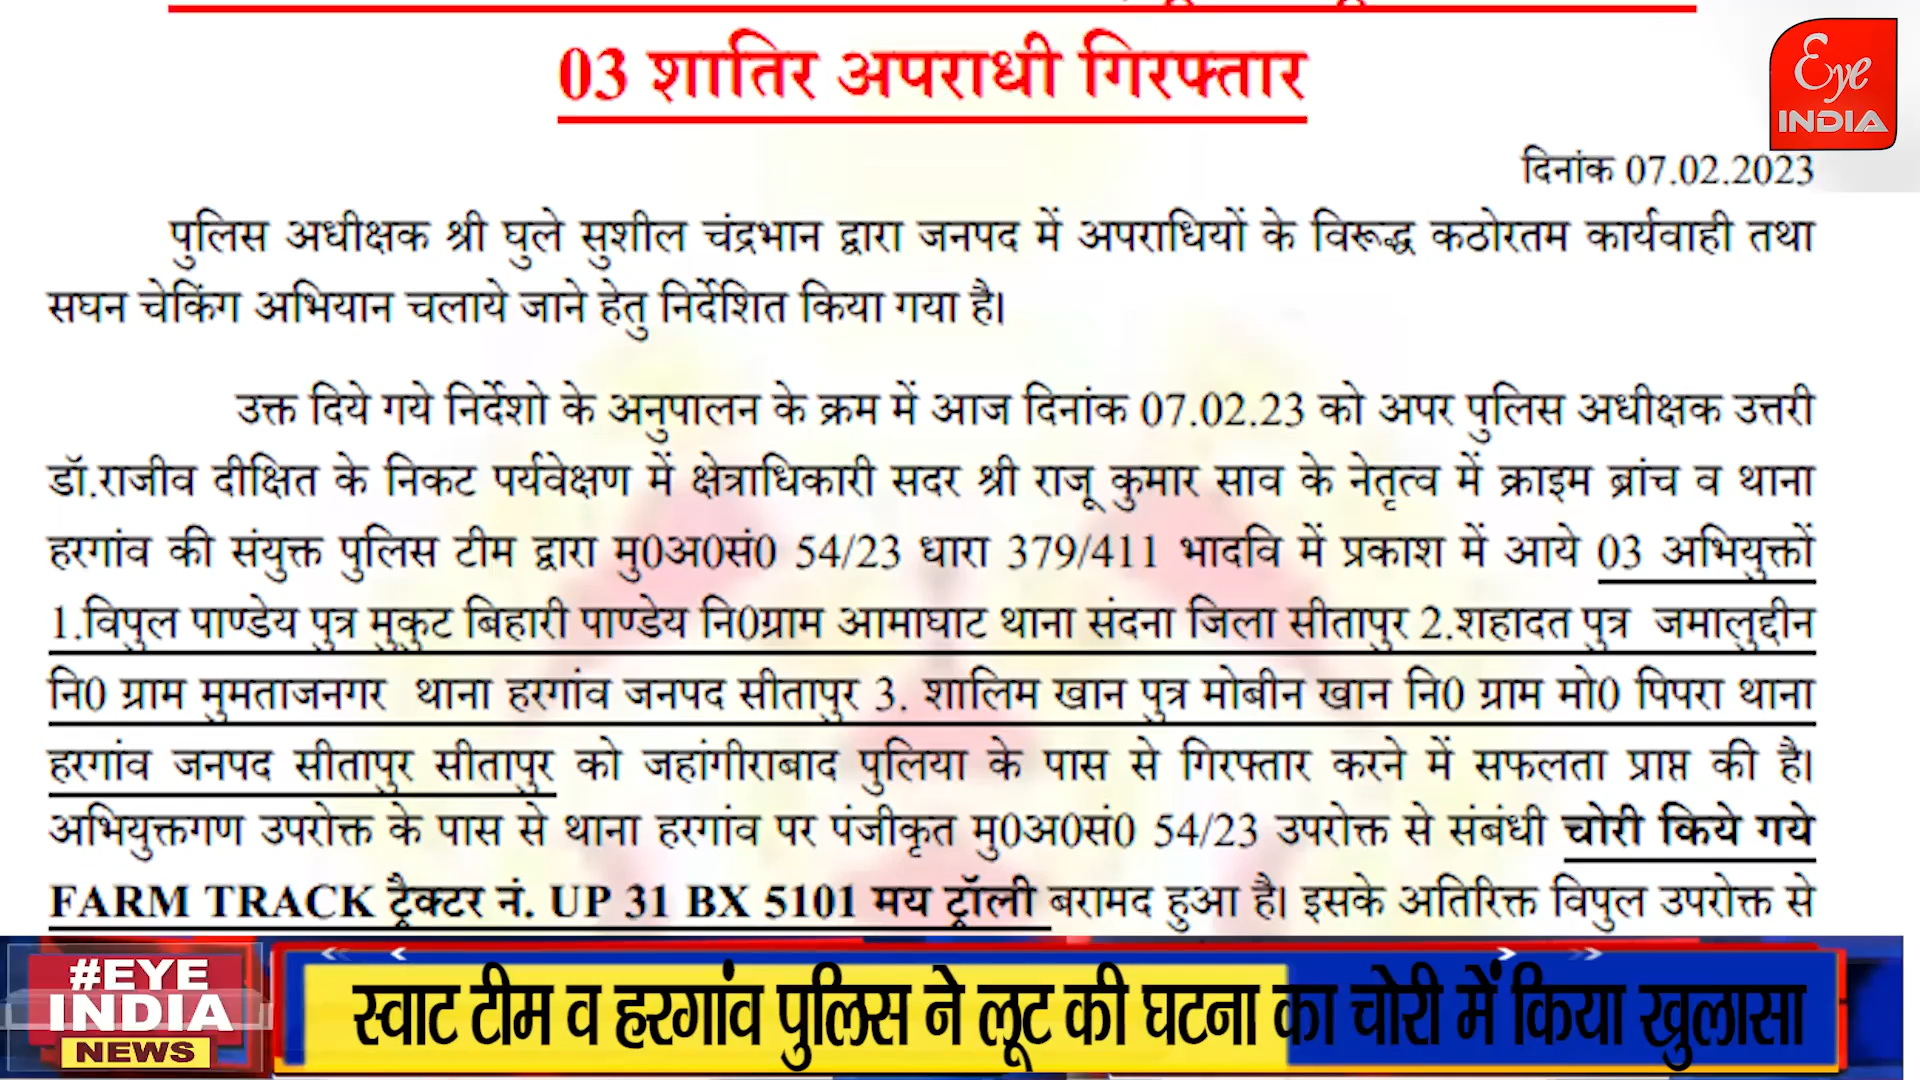 03 शातिर अपराधी गिरफ्तार
Eye
INDIA
दिनांक 07.02.2023
पुलिस अधीक्षक श्री घुले सुशील चंद्रभान द्वारा जनपद में अपराधियों के विरूद्ध कठोरतम कार्यवाही तथा
सघन चेकिंग अभियान चलाये जाने हेतु निर्देशित किया गया है।
उक्त दिये गये निर्देशो के अनुपालन के क्रम में आज दिनांक 07.02.23 को अपर पुलिस अधीक्षक उत्तरी
डॉ.राजीव दीक्षित के निकट पर्यवेक्षण में क्षेत्राधिकारी सदर श्री राजू कुमार साव के नेतृत्व में क्राइम ब्रांच व थाना
हरगांव की संयुक्त पुलिस टीम द्वारा मु0अ0सं0 54/23 धारा 379/411 भादवि में प्रकाश में आये 03 अभियुक्तों
1.विपुल पाण्डेय पुत्र मुकुट बिहारी पाण्डेय नि0ग्राम आमाघाट थाना संदना जिला सीतापुर 2.शहादत पुत्र जमालुद्दीन
नि0 ग्राम मुमताजनगर थाना हरगांव जनपद सीतापुर 3. शालिम खान पुत्र मोबीन खान नि0 ग्राम मो0 पिपरा थाना
हरगांव जनपद सीतापुर सीतापुर को जहांगीराबाद पुलिया के पास से गिरफ्तार करने में सफलता प्राप्त की है।
अभियुक्तगण उपरोक्त के पास से थाना हरगांव पर पंजीकृत मु0अ0सं0 54/23 उपरोक्त से संबंधी चोरी किये गये
FARM TRACK ट्रैक्टर नं. UP 31 BX 5101 मय ट्रॉली बरामद हुआ है। इसके अतिरिक्त विपुल उपरोक्त से
#EYE
INDIA
NEWS
स्वाट टीम व हरगांव पुलिस ने लूट की घटना का चोरी में किया खुलासा